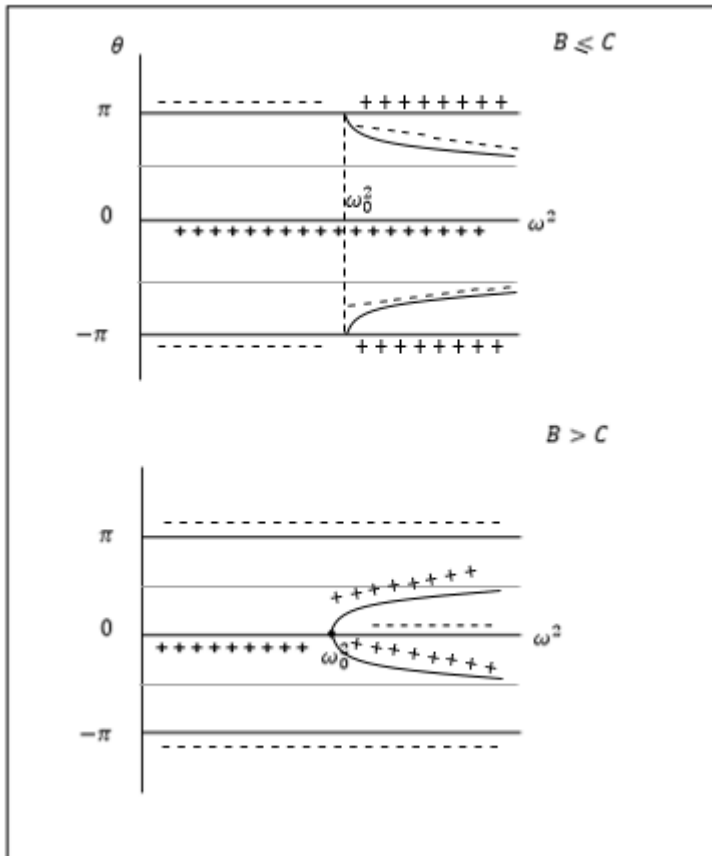 θ B ⩽ C
- - - - - - - - - - - - + + + + + + + +
π
ω₀²
0
ω²
+ + + + + + + + + + + + + + + + + +
−π
- - - - - - - - - - - - + + + + + + + +
B > C
π
+ + + + + + + +
0
ω²
+ + + + + + + + +
ω₀²
+ + + + + + + + +
−π